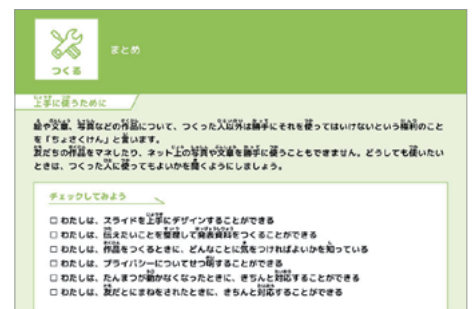 つくる
まとめ
上手に使うために
絵や文章、写真などの作品について、つくった人以外は勝手にそれを使ってはいけないという権利のこと
を「ちょさくけん」と言います。
友だちの作品をマネしたり、ネット上の写真や文章を勝手に使うこともできません。どうしても使いたい
ときは、つくった人に使ってもよいかを聞くようにしましょう。
チェックしてみよう
□ わたしは、スライドを上手にデザインすることができる
□ わたしは、伝えたいことを整理して発表資料をつくることができる
□ わたしは、作品をつくるときに、どんなことに気をつければよいかを知っている
□ わたしは、プライバシーについてせつ明することができる
□ わたしは、たんまつが動かなくなったときに、きちんと対応することができる
□ わたしは、友だとにまねをされたときに、きちんと対応することができる